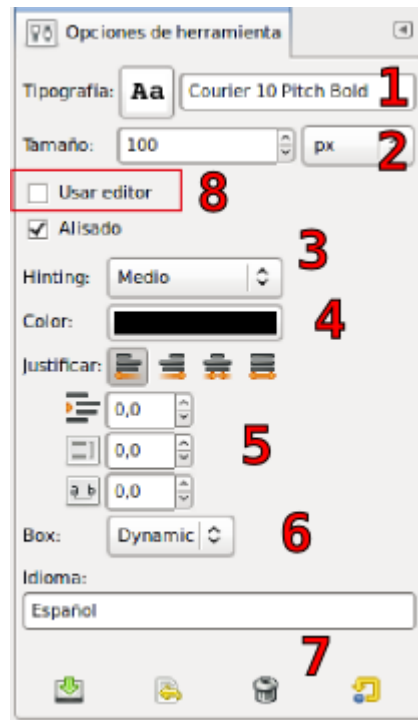 Opciones de herramienta
Tipografía: Aa Courier 10 Pitch Bold 1
Tamaño: 100 px 2
Usar editor 8
Alisado
3
Hinting: Medio
Color: 4
Justificar:
0,0
0,0 5
a b 0,0
Box: Dynamic 6
Idioma:
Español
7